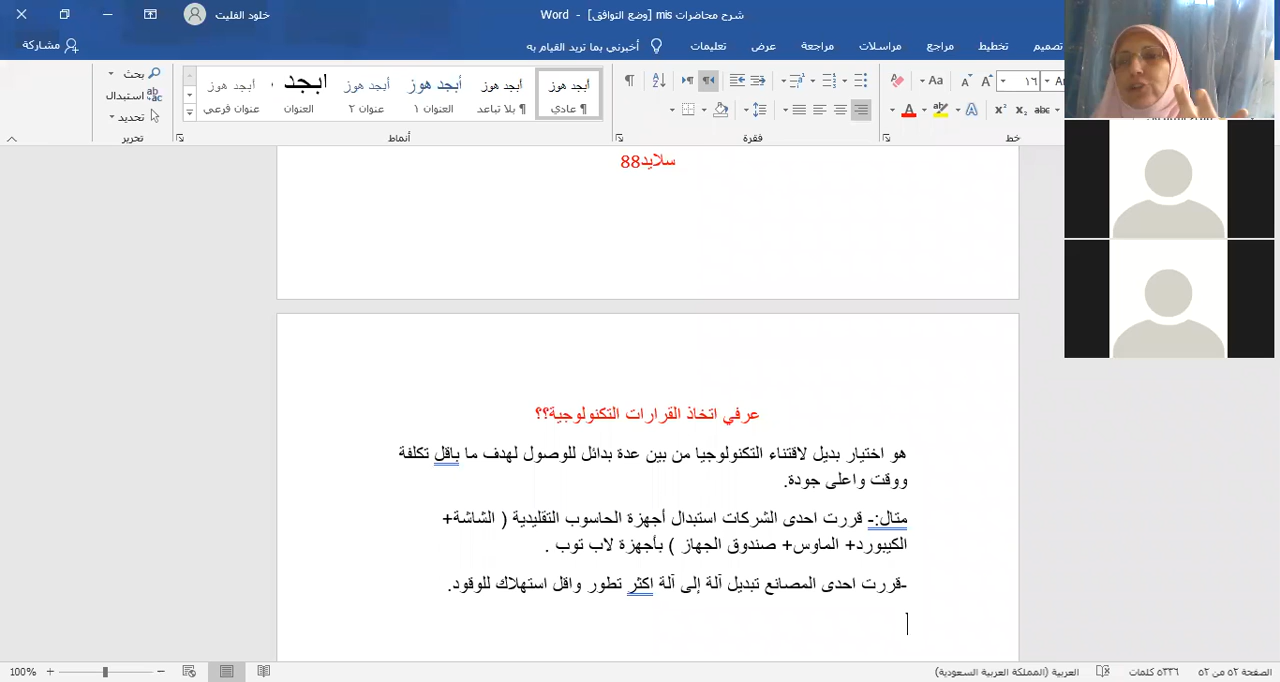 شرح محاضرات mis [وضع التوافق] - Word
خلود الفليت
تصميم
تخطيط
مراجع
مراسلات
مراجعة
عرض
تعليمات
أخبرني بما تريد القيام به
مشاركة
١٦
Aa
abc
خط
فقرة
أبجد هوز
¶ عادي
أبجد هوز
¶ بلا تباعد
أبجد هوز
العنوان ١
أبجد هوز
عنوان ٢
ابجد
العنوان
أبجد هوز
عنوان فرعي
أنماط
بحث
استبدال
تحديد
تحرير
سلايد88
عرفي اتخاذ القرارات التكنولوجية؟؟
هو اختيار بديل لاقتناء التكنولوجيا من بين عدة بدائل للوصول لهدف ما باقل تكلفة
ووقت واعلى جودة.
مثال:- قررت احدى الشركات استبدال أجهزة الحاسوب التقليدية ( الشاشة+
الكيبورد+ الماوس+ صندوق الجهاز ) بأجهزة لاب توب .
-قررت احدى المصانع تبديل آلة إلى آلة اكثر تطور واقل استهلاك للوقود.
الصفحة ٥٢ من ٥٢
٥٣٣٦ كلمات
العربية (المملكة العربية السعودية)
100%